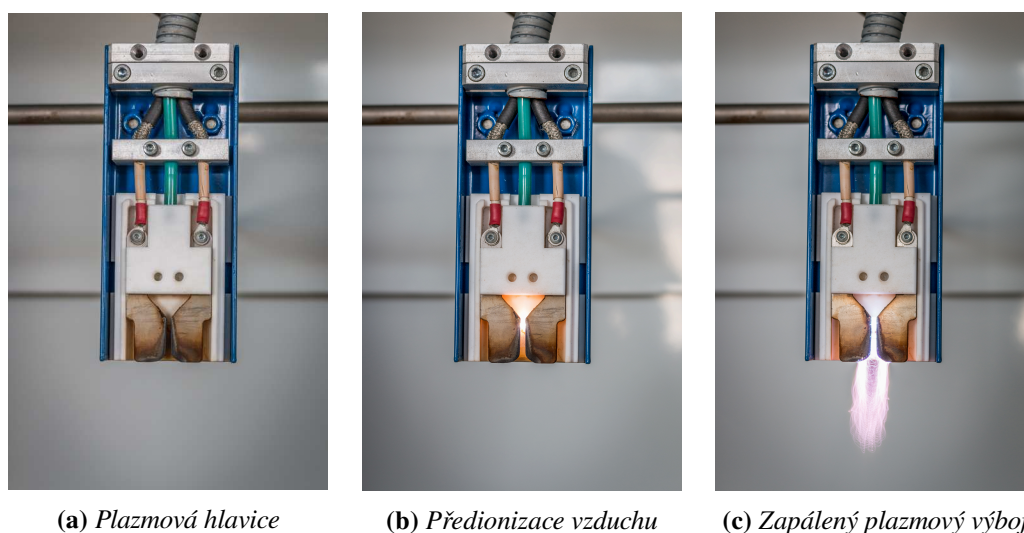 (a) Plazmová hlavice
(b) Předionizace vzduchu
(c) Zapálený plazmový výboj